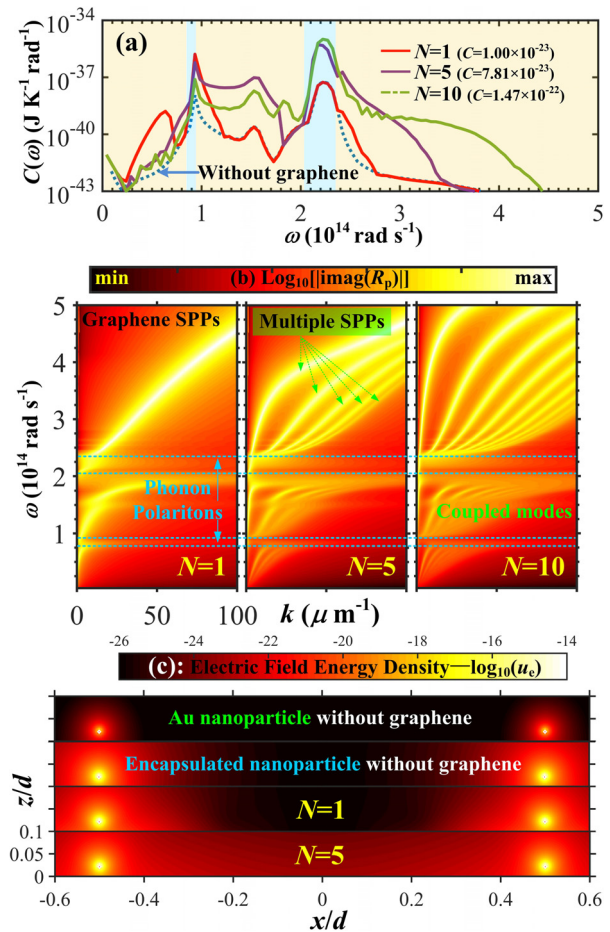 10⁻³⁴
(a)
N=1 (C=1.00×10⁻²³)
10⁻³⁷
N=5 (C=7.81×10⁻²³)
N=10 (C=1.47×10⁻²²)
10⁻⁴⁰
Without graphene
10⁻⁴³
C(ω) (J K⁻¹ rad⁻¹)
0 1 2 3 4 5
ω (10¹⁴ rad s⁻¹)
min (b) Log₁₀[|imag(Rₚ)|] max
5
Graphene SPPs Multiple SPPs
4
3
2
Phonon
Polaritons Coupled modes
1
N=1 N=5 N=10
ω (10¹⁴ rad s⁻¹)
0 50 100 k (μ m⁻¹)
-26 -24 -22 -20 -18 -16 -14
(c): Electric Field Energy Density—log₁₀(uₑ)
Au nanoparticle without graphene
Encapsulated nanoparticle without graphene
N=1
0.1
0.05 N=5
0
z/d
-0.6 -0.4 -0.2 0 0.2 0.4 0.6
x/d